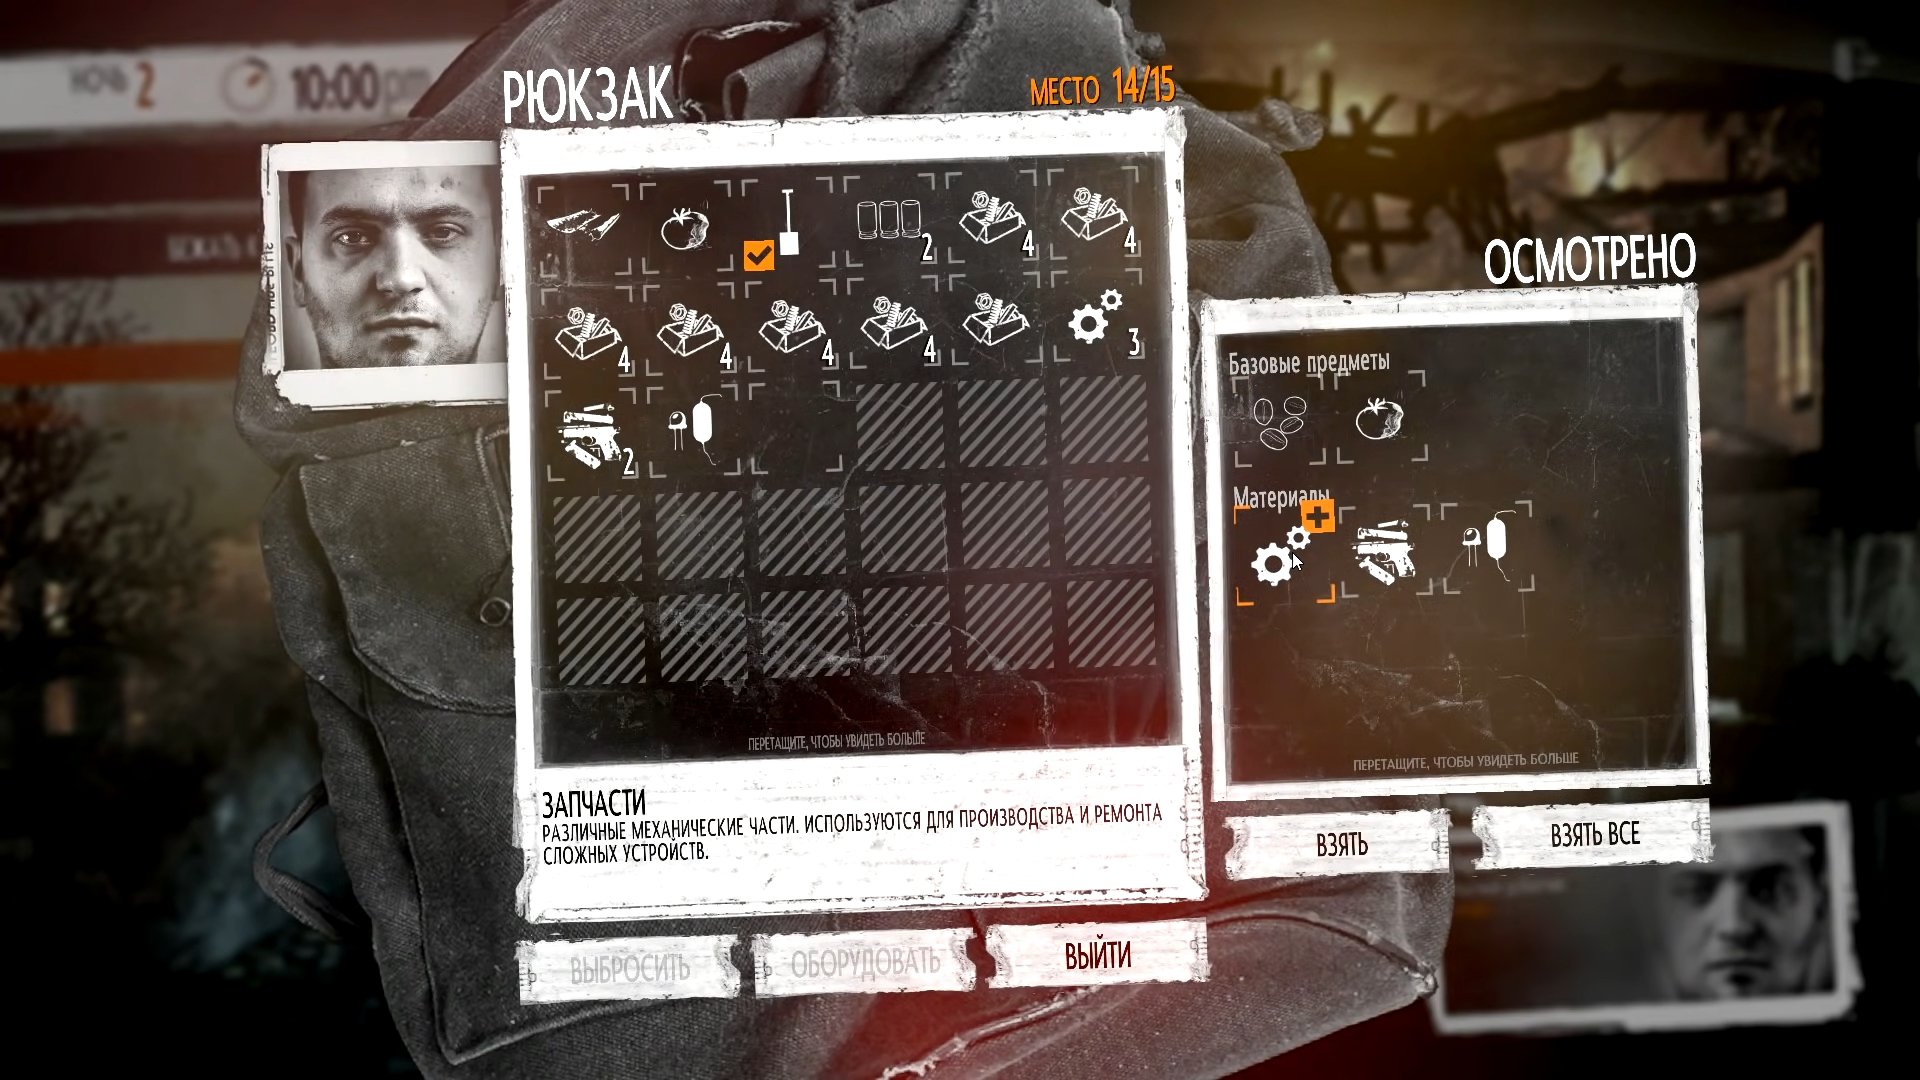 НОЧЬ 2
10:00 pm
РЮКЗАК
МЕСТО 14/15
2
4
4
4
4
4
4
3
2
ПЕРЕТАЩИТЕ, ЧТОБЫ УВИДЕТЬ БОЛЬШЕ
ЗАПЧАСТИ
РАЗЛИЧНЫЕ МЕХАНИЧЕСКИЕ ЧАСТИ. ИСПОЛЬЗУЮТСЯ ДЛЯ ПРОИЗВОДСТВА И РЕМОНТА
СЛОЖНЫХ УСТРОЙСТВ.
ВЫБРОСИТЬ
ОБОРУДОВАТЬ
ВЫЙТИ
ОСМОТРЕНО
Базовые предметы
Материалы
ПЕРЕТАЩИТЕ, ЧТОБЫ УВИДЕТЬ БОЛЬШЕ
ВЗЯТЬ
ВЗЯТЬ ВСЕ